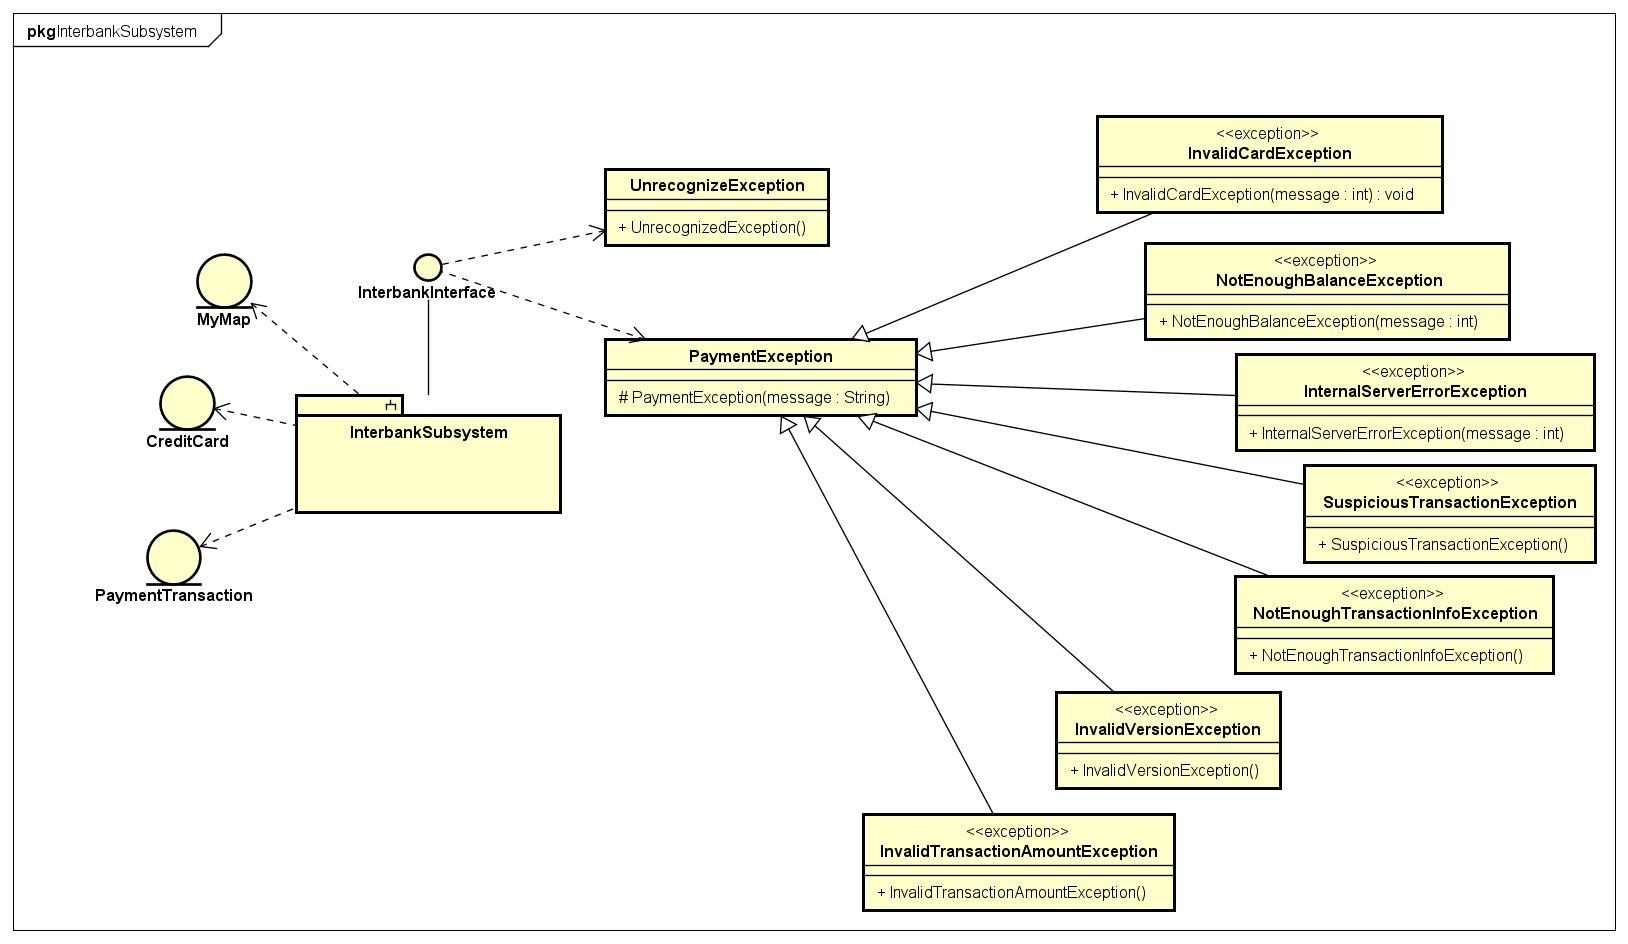 pkgInterbankSubsystem
<<exception>>
InvalidCardException
+ InvalidCardException(message : int) : void
UnrecognizeException
+ UnrecognizedException()
<<exception>>
NotEnoughBalanceException
+ NotEnoughBalanceException(message : int)
InterbankInterface
MyMap
PaymentException
# PaymentException(message : String)
<<exception>>
InternalServerErrorException
+ InternalServerErrorException(message : int)
CreditCard
InterbankSubsystem
<<exception>>
SuspiciousTransactionException
+ SuspiciousTransactionException()
PaymentTransaction
<<exception>>
NotEnoughTransactionInfoException
+ NotEnoughTransactionInfoException()
<<exception>>
InvalidVersionException
+ InvalidVersionException()
<<exception>>
InvalidTransactionAmountException
+ InvalidTransactionAmountException()